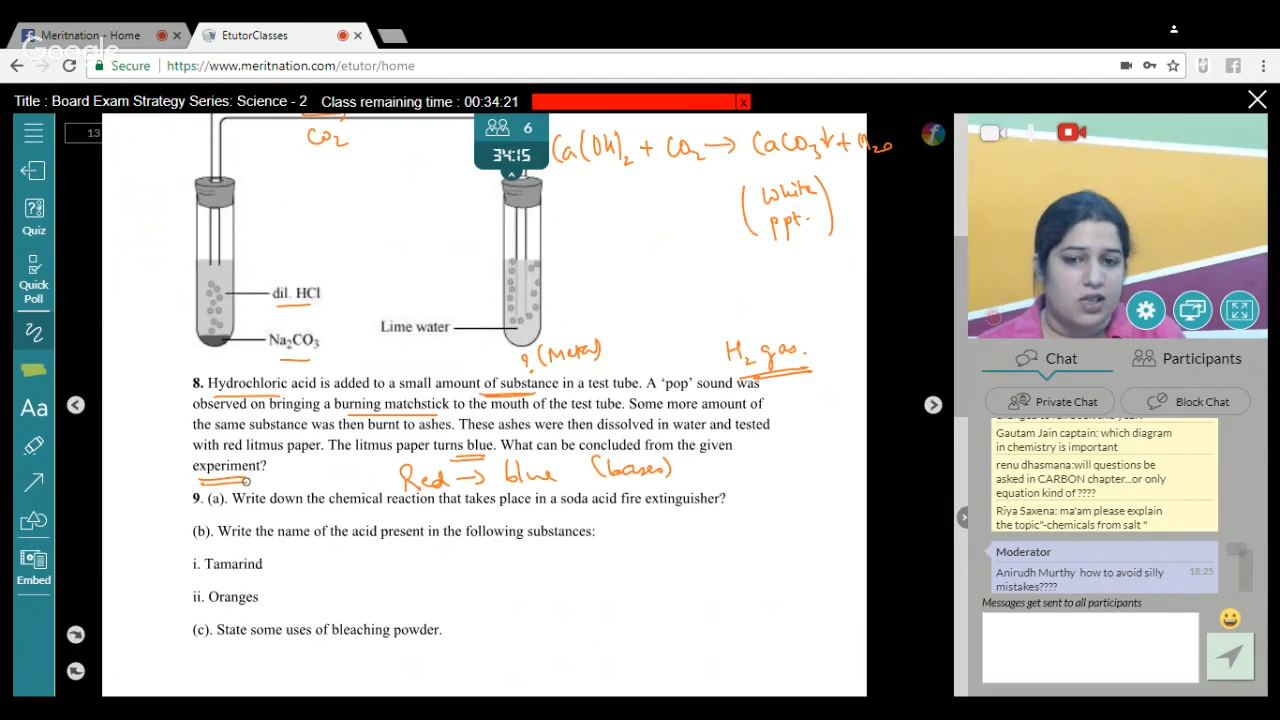 Meritnation - Home
EtutorClasses
Google
Secure
https://www.meritnation.com/etutor/home
Title : Board Exam Strategy Series: Science - 2 Class remaining time : 00:34:21
x
13
6
34:15
CO2
Ca(OH)2 + CO2 → CaCO3↓ + H2O
(White
ppt.)
Quiz
Quick
Poll
Aa
Embed
dil. HCl
Na2CO3
Lime water
? (Metal)
H2 gas.
8. Hydrochloric acid is added to a small amount of substance in a test tube. A ‘pop’ sound was
observed on bringing a burning matchstick to the mouth of the test tube. Some more amount of
the same substance was then burnt to ashes. These ashes were then dissolved in water and tested
with red litmus paper. The litmus paper turns blue. What can be concluded from the given
experiment?
Red → blue (bases)
9. (a). Write down the chemical reaction that takes place in a soda acid fire extinguisher?
(b). Write the name of the acid present in the following substances:
i. Tamarind
ii. Oranges
(c). State some uses of bleaching powder.
Chat
Participants
Private Chat
Block Chat
Gautam Jain captain: which diagram
in chemistry is important
renu dhasmana:will questions be
asked in CARBON chapter...or only
equation kind of ????
Riya Saxena: ma'am please explain
the topic"-chemicals from salt "
Moderator
Anirudh Murthy how to avoid silly
mistakes????
18:25
Messages get sent to all participants